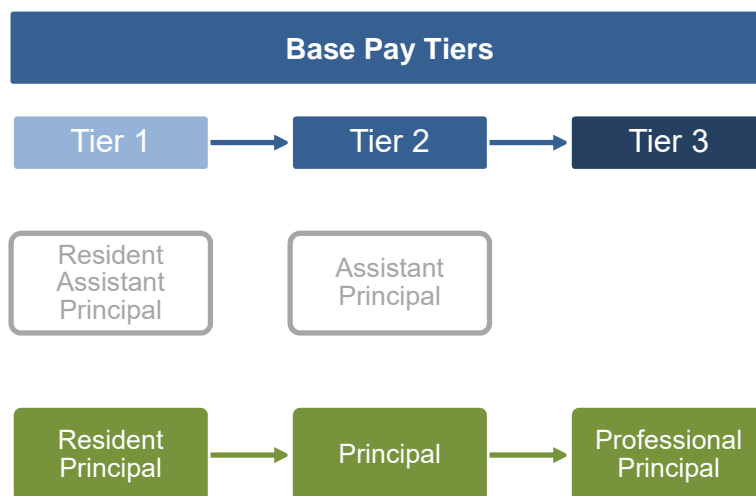 Base Pay Tiers
Tier 1
Tier 2
Tier 3
Resident
Assistant
Principal
Assistant
Principal
Resident
Principal
Principal
Professional
Principal